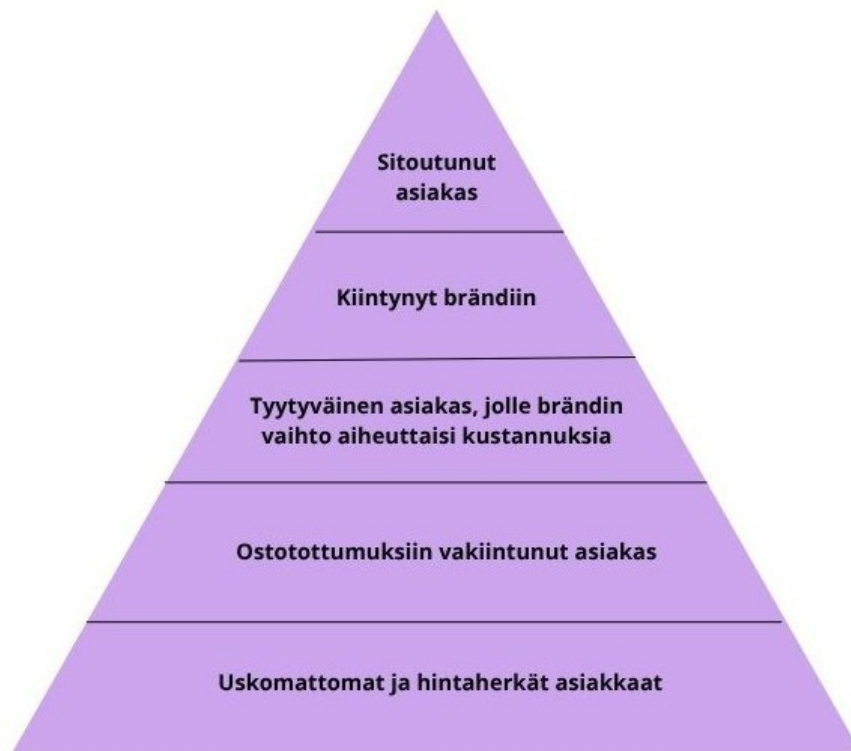 Sitoutunut
asiakas
Kiintynyt brändiin
Tyytyväinen asiakas, jolle brändin
vaihto aiheuttaisi kustannuksia
Ostotottumuksiin vakiintunut asiakas
Uskomattomat ja hintaherkät asiakkaat